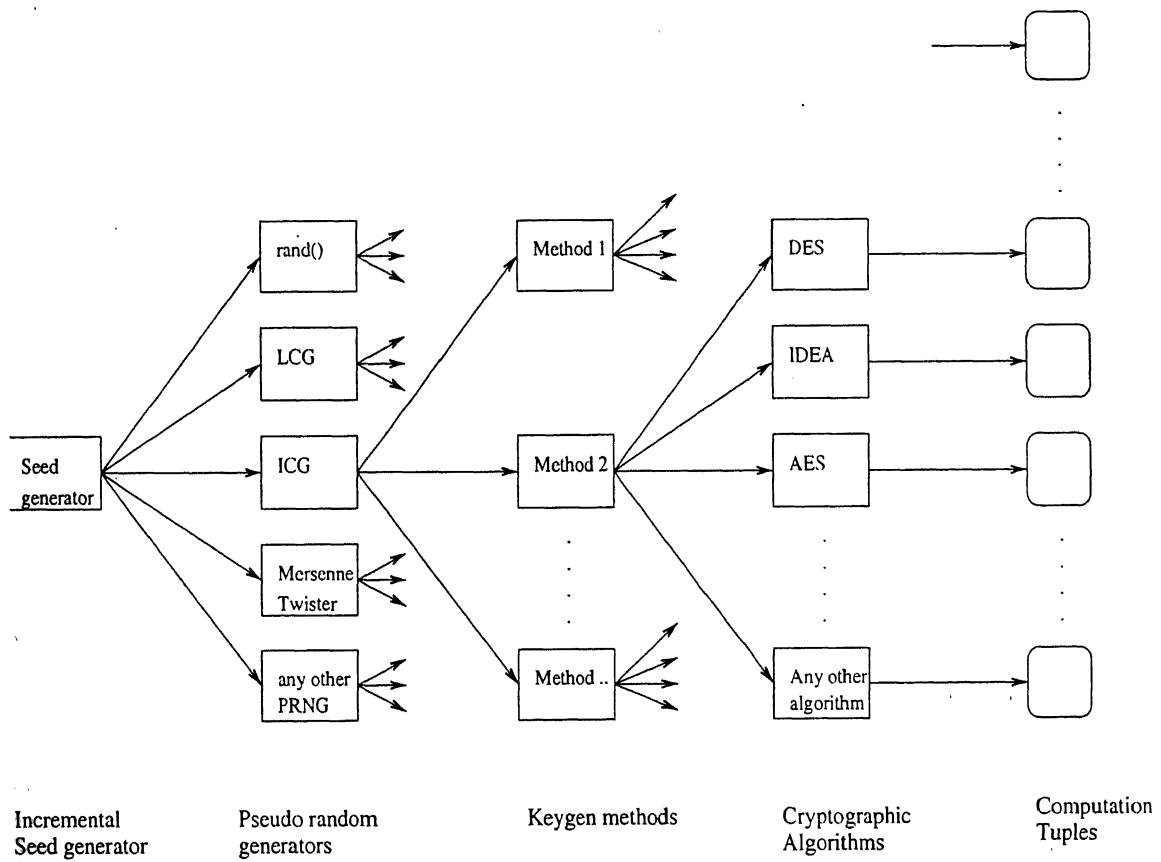 rand()
Method 1
DES
LCG
IDEA
Seed
generator
ICG
Method 2
AES
Mersenne
Twister
any other
PRNG
Method ..
Any other
algorithm
Incremental
Seed generator
Pseudo random
generators
Keygen methods
Cryptographic
Algorithms
Computation
Tuples